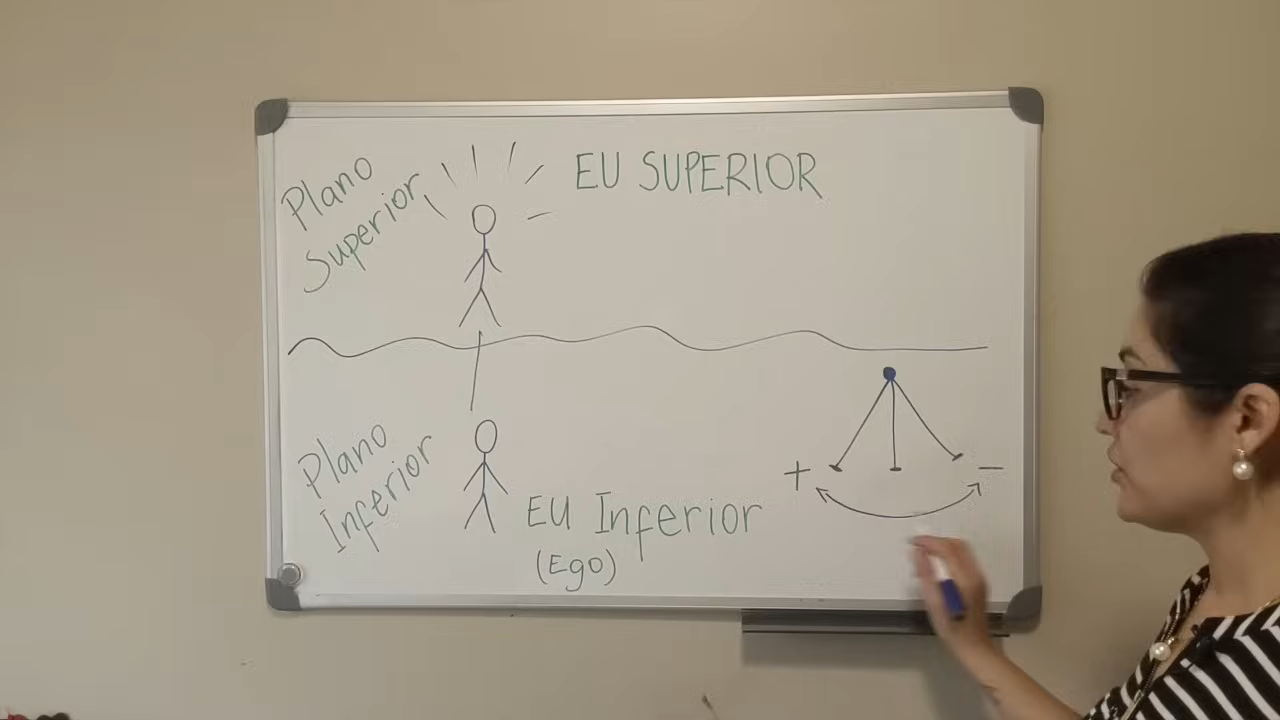 Plano
Superior
EU SUPERIOR
Plano
Inferior
EU Inferior
(Ego)
+ −